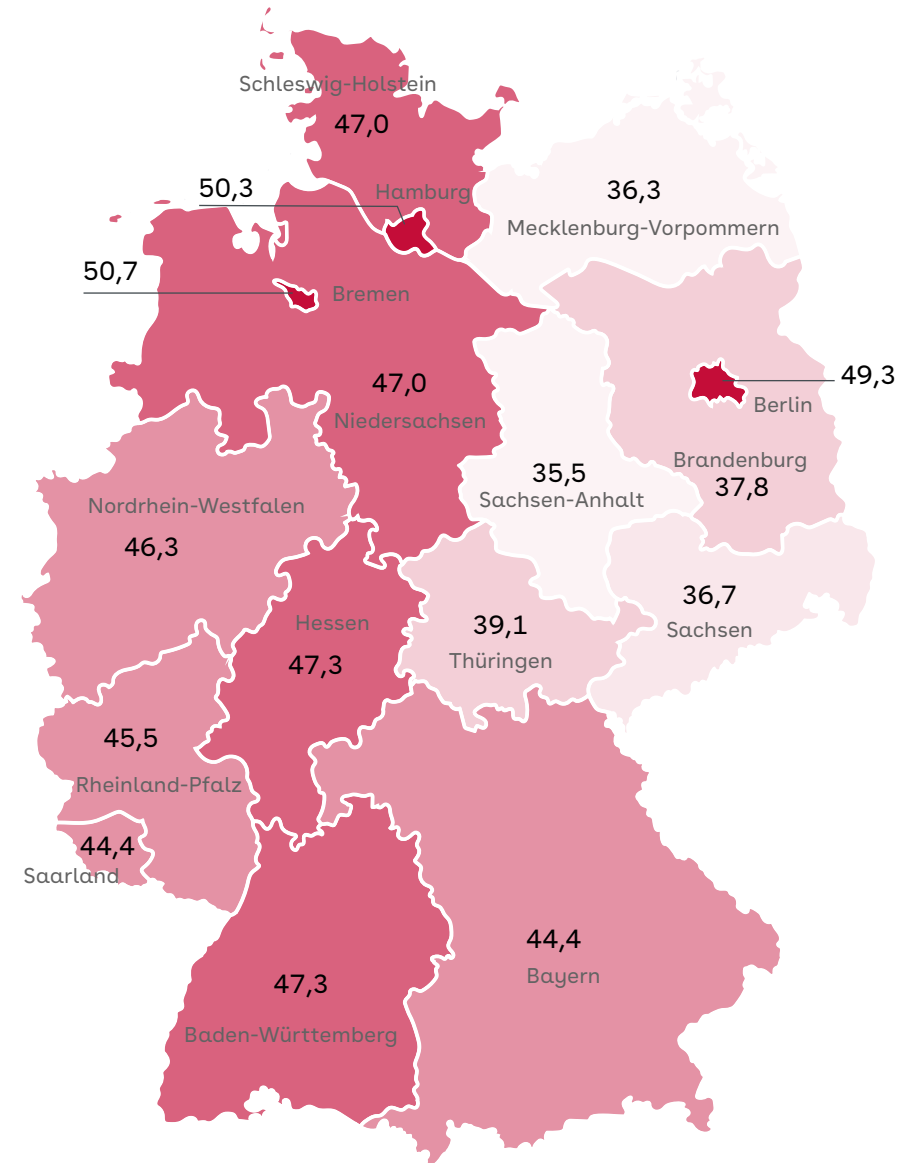 Schleswig-Holstein
47,0
50,3
Hamburg
36,3
Mecklenburg-Vorpommern
50,7
Bremen
47,0
Niedersachsen
49,3
Berlin
Brandenburg
37,8
35,5
Sachsen-Anhalt
Nordrhein-Westfalen
46,3
Hessen
47,3
39,1
Thüringen
36,7
Sachsen
45,5
Rheinland-Pfalz
44,4
Saarland
44,4
Bayern
47,3
Baden-Württemberg